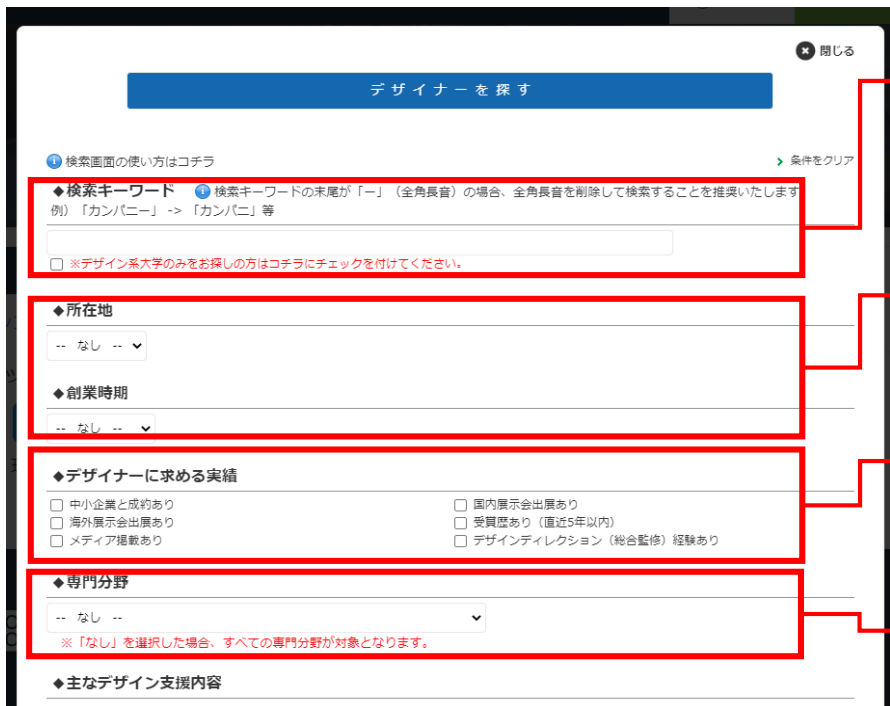 閉じる
デザイナーを探す
検索画面の使い方はコチラ
条件をクリア
◆検索キーワード 検索キーワードの末尾が「ー」(全角長音)の場合、全角長音を削除して検索することを推奨いたします
例)「カンパニー」 -> 「カンパニ」等
※デザイン系大学のみをお探しの方はコチラにチェックを付けてください。
◆所在地
-- なし --
◆創業時期
-- なし --
◆デザイナーに求める実績
中小企業と成約あり
国内展示会出展あり
海外展示会出展あり
受賞歴あり(直近5年以内)
メディア掲載あり
デザインディレクション(総合監修)経験あり
◆専門分野
-- なし --
※「なし」を選択した場合、すべての専門分野が対象となります。
◆主なデザイン支援内容